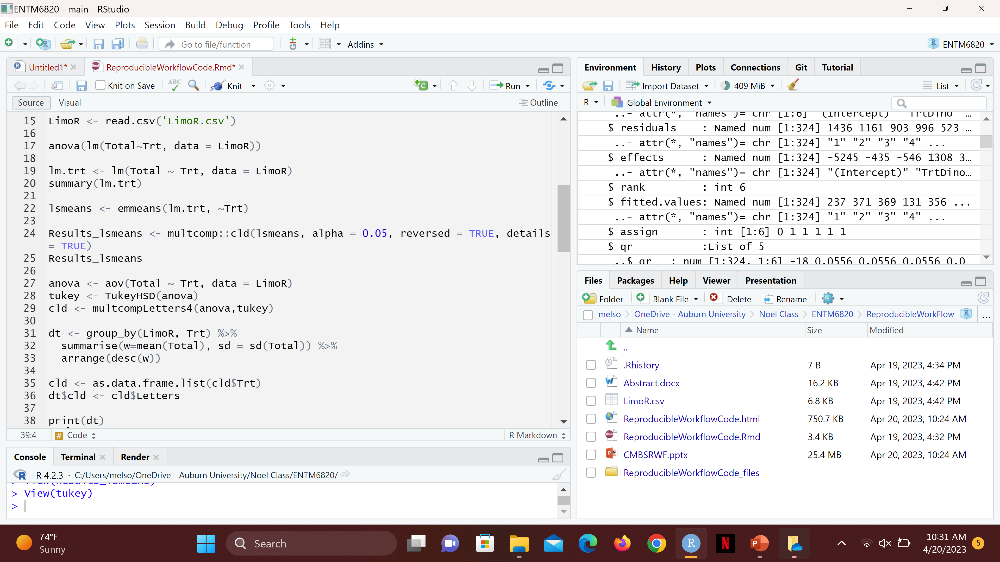 ENTM6820 - main - RStudio
File Edit Code View Plots Session Build Debug Profile Tools Help
Go to file/function Git Addins ENTM6820
Untitled1* ReproducibleWorkflowCode.Rmd*
Knit on Save ABC Knit Run
Source Visual Outline
15 LimoR <- read.csv('LimoR.csv')
16
17 anova(lm(Total~Trt, data = LimoR))
18
19 lm.trt <- lm(Total ~ Trt, data = LimoR)
20 summary(lm.trt)
21
22 lsmeans <- emmeans(lm.trt, ~Trt)
23
24 Results_lsmeans <- multcomp::cld(lsmeans, alpha = 0.05, reversed = TRUE, details
= TRUE)
25 Results_lsmeans
26
27 anova <- aov(Total ~ Trt, data = LimoR)
28 tukey <- TukeyHSD(anova)
29 cld <- multcompLetters4(anova,tukey)
30
31 dt <- group_by(LimoR, Trt) %>%
32 summarise(w=mean(Total), sd = sd(Total)) %>%
33 arrange(desc(w))
34
35 cld <- as.data.frame.list(cld$Trt)
36 dt$cld <- cld$Letters
37
38 print(dt)
39:4 # Code R Markdown
Console Terminal Render
R 4.2.3 · C:/Users/melso/OneDrive - Auburn University/Noel Class/ENTM6820/
> View(Results_lsmeans)
> View(tukey)
>
Environment History Plots Connections Git Tutorial
Import Dataset 409 MiB List
R Global Environment
..- attr(*, "names")= chr [1:6] "(Intercept)" "TrtDino ...
$ residuals : Named num [1:324] 1436 1161 903 996 523 ...
..- attr(*, "names")= chr [1:324] "1" "2" "3" "4" ...
$ effects : Named num [1:324] -5245 -435 -546 1308 3...
..- attr(*, "names")= chr [1:324] "(Intercept)" "TrtDino...
$ rank : int 6
$ fitted.values: Named num [1:324] 237 371 369 131 356 ...
..- attr(*, "names")= chr [1:324] "1" "2" "3" "4" ...
$ assign : int [1:6] 0 1 1 1 1 1
$ qr :List of 5
..$ qr : num [1:324, 1:6] -18 0.0556 0.0556 0.0556 0.0...
Files Packages Help Viewer Presentation
Folder Blank File Delete Rename
melso OneDrive - Auburn University Noel Class ENTM6820 ReproducibleWorkFlow ...
Name Size Modified
..
.Rhistory 7 B Apr 19, 2023, 4:34 PM
Abstract.docx 16.2 KB Apr 19, 2023, 4:42 PM
LimoR.csv 6.8 KB Apr 19, 2023, 4:42 PM
ReproducibleWorkflowCode.html 750.7 KB Apr 20, 2023, 10:24 AM
ReproducibleWorkflowCode.Rmd 3.4 KB Apr 19, 2023, 4:32 PM
CMBSRWF.pptx 25.4 MB Apr 20, 2023, 10:24 AM
ReproducibleWorkflowCode_files
74°F
Sunny
Search
10:31 AM
4/20/2023
5